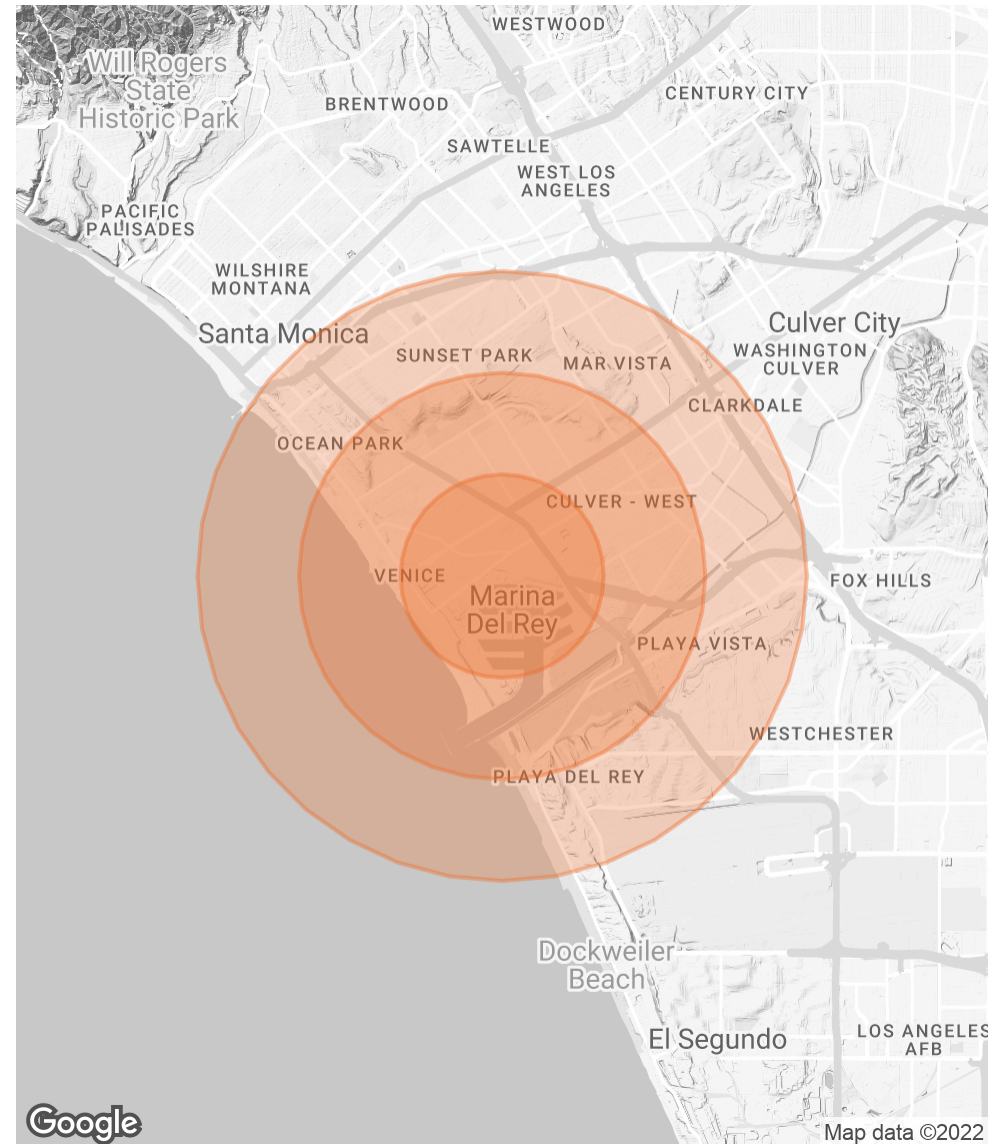 WESTWOOD
Will Rogers
State
Historic Park
CENTURY CITY
BRENTWOOD
SAWTELLE
WEST LOS
ANGELES
PACIFIC
PALISADES
WILSHIRE
MONTANA
Santa Monica
Culver City
SUNSET PARK
MAR VISTA
WASHINGTON
CULVER
CLARKDALE
OCEAN PARK
CULVER - WEST
VENICE
FOX HILLS
Marina
Del Rey
PLAYA VISTA
WESTCHESTER
PLAYA DEL REY
Dockweiler
Beach
El Segundo
LOS ANGELES
AFB
Google
Map data ©2022